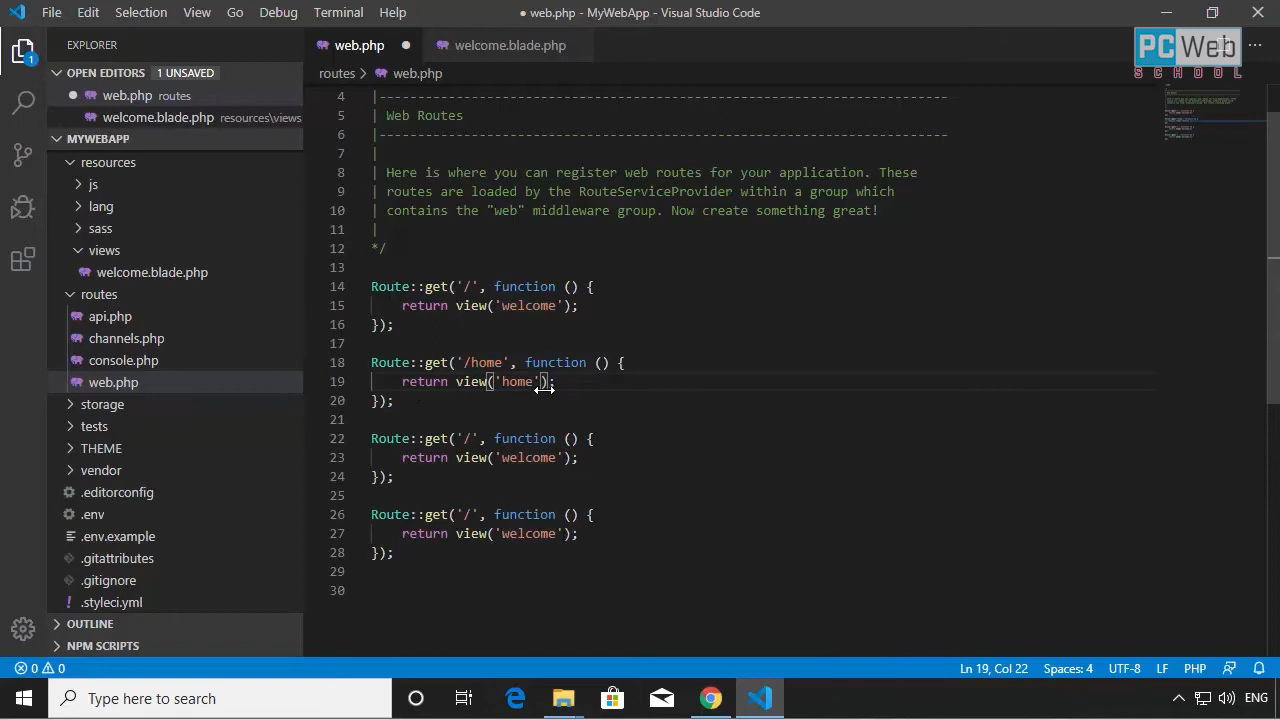 File Edit Selection View Go Debug Terminal Help
● web.php - MyWebApp - Visual Studio Code
PC Web
SCHOOL
EXPLORER
OPEN EDITORS 1 UNSAVED
web.php routes
welcome.blade.php resources\views
MYWEBAPP
resources
js
lang
sass
views
welcome.blade.php
routes
api.php
channels.php
console.php
web.php
storage
tests
THEME
vendor
.editorconfig
.env
.env.example
.gitattributes
.gitignore
.styleci.yml
OUTLINE
NPM SCRIPTS
1
web.php
welcome.blade.php
routes > web.php
4 |--------------------------------------------------------------------------
5 | Web Routes
6 |--------------------------------------------------------------------------
7 |
8 | Here is where you can register web routes for your application. These
9 | routes are loaded by the RouteServiceProvider within a group which
10 | contains the "web" middleware group. Now create something great!
11 |
12 */
13
14 Route::get('/', function () {
15 return view('welcome');
16 });
17
18 Route::get('/home', function () {
19 return view('home');
20 });
21
22 Route::get('/', function () {
23 return view('welcome');
24 });
25
26 Route::get('/', function () {
27 return view('welcome');
28 });
29
30
0 0
Ln 19, Col 22 Spaces: 4 UTF-8 LF PHP
Type here to search
ENG